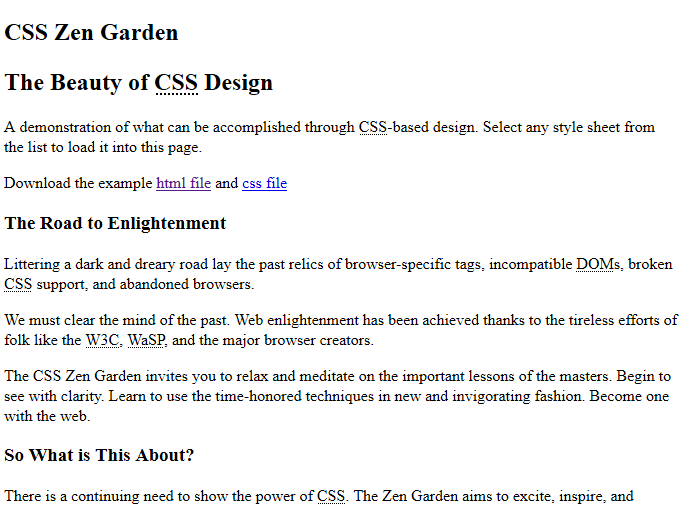 CSS Zen Garden
The Beauty of CSS Design
A demonstration of what can be accomplished through CSS-based design. Select any style sheet from
the list to load it into this page.
Download the example html file and css file
The Road to Enlightenment
Littering a dark and dreary road lay the past relics of browser-specific tags, incompatible DOMs, broken
CSS support, and abandoned browsers.
We must clear the mind of the past. Web enlightenment has been achieved thanks to the tireless efforts of
folk like the W3C, WaSP, and the major browser creators.
The CSS Zen Garden invites you to relax and meditate on the important lessons of the masters. Begin to
see with clarity. Learn to use the time-honored techniques in new and invigorating fashion. Become one
with the web.
So What is This About?
There is a continuing need to show the power of CSS. The Zen Garden aims to excite, inspire, and